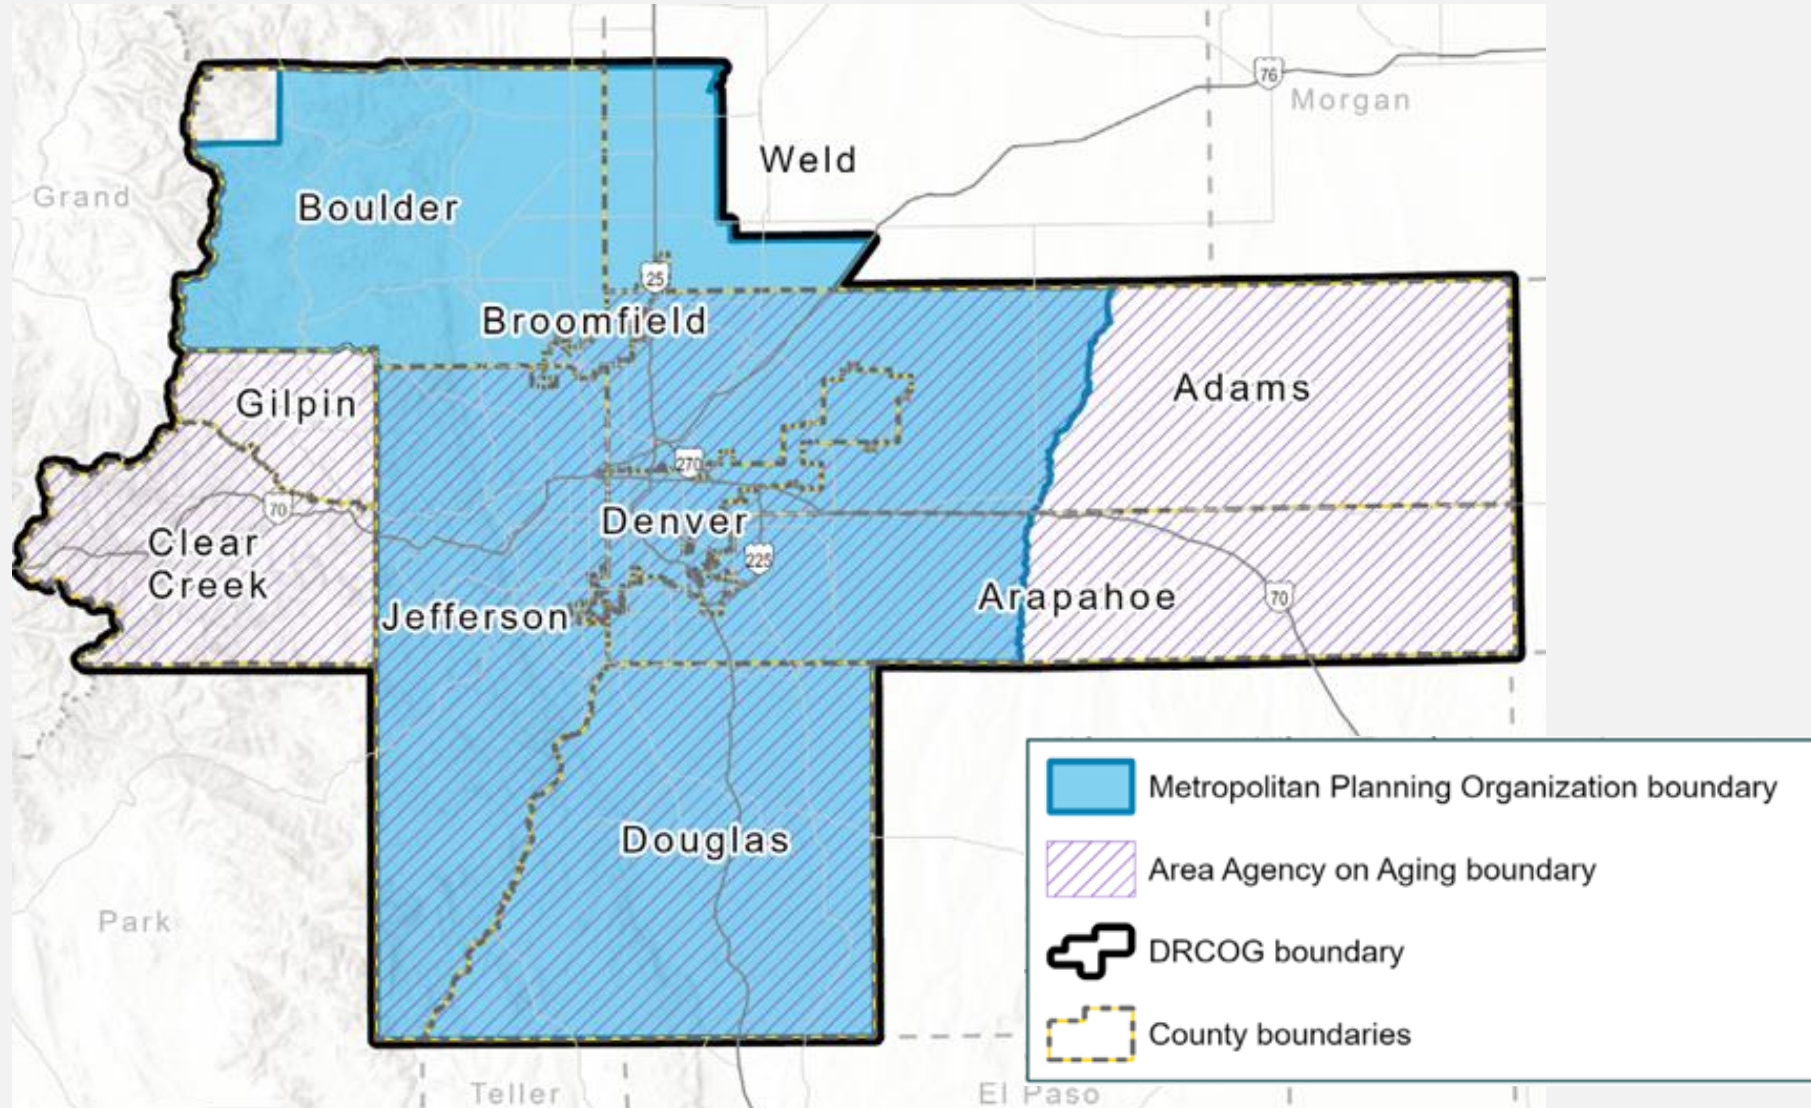 76
Morgan
Weld
Grand
Boulder
25
Broomfield
Gilpin
Adams
270
70
Denver
Clear
Creek
225
Arapahoe
70
Jefferson
Metropolitan Planning Organization boundary
Douglas
Area Agency on Aging boundary
Park
DRCOG boundary
County boundaries
Teller
El Paso